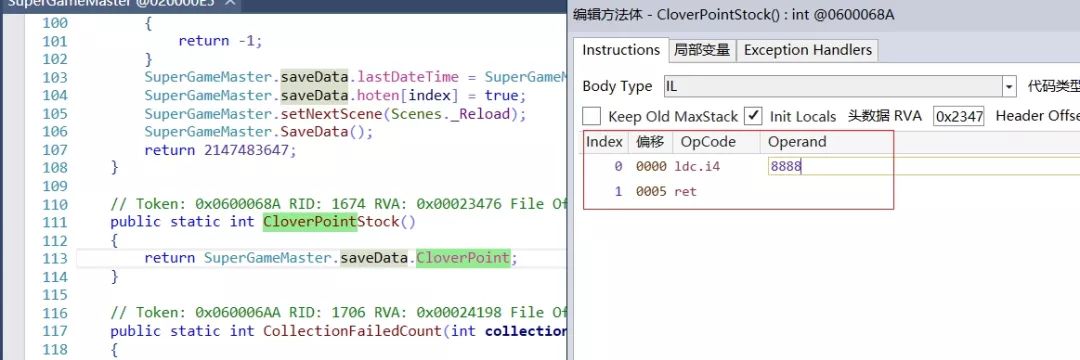 SuperGameMaster @020000E5 X
100 {
101 return -1;
102 }
103 SuperGameMaster.saveData.lastDateTime = SuperGameM
104 SuperGameMaster.saveData.hoten[index] = true;
105 SuperGameMaster.setNextScene(Scenes._Reload);
106 SuperGameMaster.SaveData();
107 return 2147483647;
108 }
109
110 // Token: 0x0600068A RID: 1674 RVA: 0x00023476 File Of
111 public static int CloverPointStock()
112 {
113 return SuperGameMaster.saveData.CloverPoint;
114 }
115
116 // Token: 0x060006AA RID: 1706 RVA: 0x00024198 File Of
117 public static int CollectionFailedCount(int collection
118 {
编辑方法体 - CloverPointStock() : int @0600068A
Instructions 局部变量 Exception Handlers
Body Type IL 代码类型
Keep Old MaxStack Init Locals 头数据 RVA 0x2347 Header Offse
Index 偏移 OpCode Operand
0 0000 ldc.i4 8888
1 0005 ret